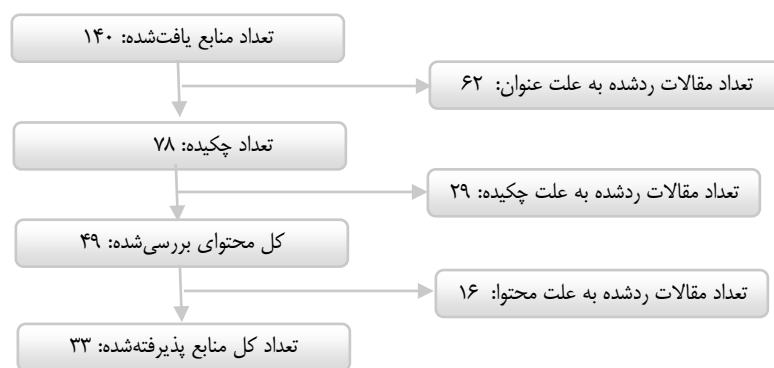 تعداد منابع یافت‌شده: ۱۴۰
تعداد مقالات ردشده به علت عنوان: ۶۲
تعداد چکیده: ۷۸
تعداد مقالات ردشده به علت چکیده: ۲۹
کل محتوای بررسی‌شده: ۴۹
تعداد مقالات ردشده به علت محتوا: ۱۶
تعداد کل منابع پذیرفته‌شده: ۳۳